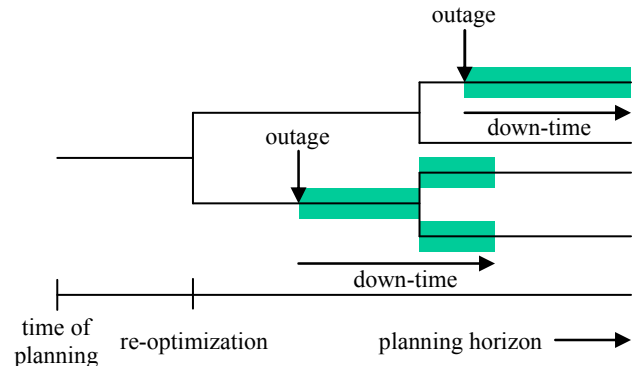 outage
down-time
outage
down-time
time of
planning
re-optimization
planning horizon